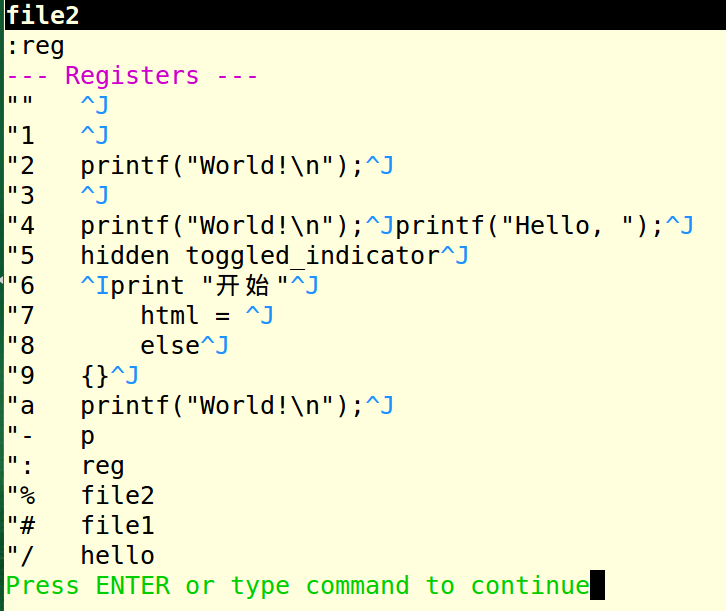 file2
:reg
--- Registers ---
""   ^J
"1   ^J
"2   printf("World!\n");^J
"3   ^J
"4   printf("World!\n");^Jprintf("Hello, ");^J
"5   hidden toggled_indicator^J
"6   ^Iprint "开始"^J
"7       html = ^J
"8       else^J
"9   {}^J
"a   printf("World!\n");^J
"-   p
":   reg
"%   file2
"#   file1
"/   hello
Press ENTER or type command to continue